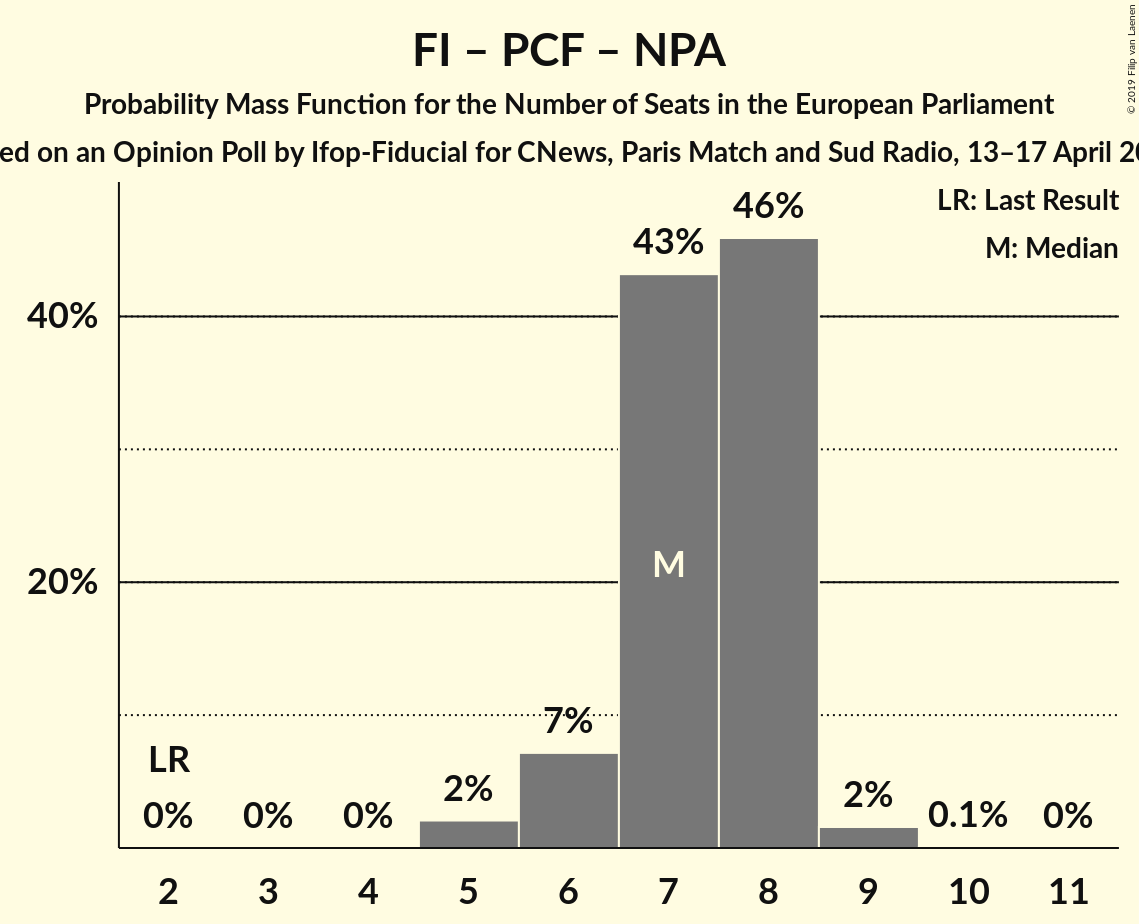 FI – PCF – NPA
Probability Mass Function for the Number of Seats in the European Parliament
ed on an Opinion Poll by Ifop-Fiducial for CNews, Paris Match and Sud Radio, 13–17 April 20
© 2019 Filip van Laenen
LR: Last Result
M: Median
46%
43%
40%
M
20%
7%
LR
2%
2%
0% 0% 0% 0.1% 0%
2 3 4 5 6 7 8 9 10 11